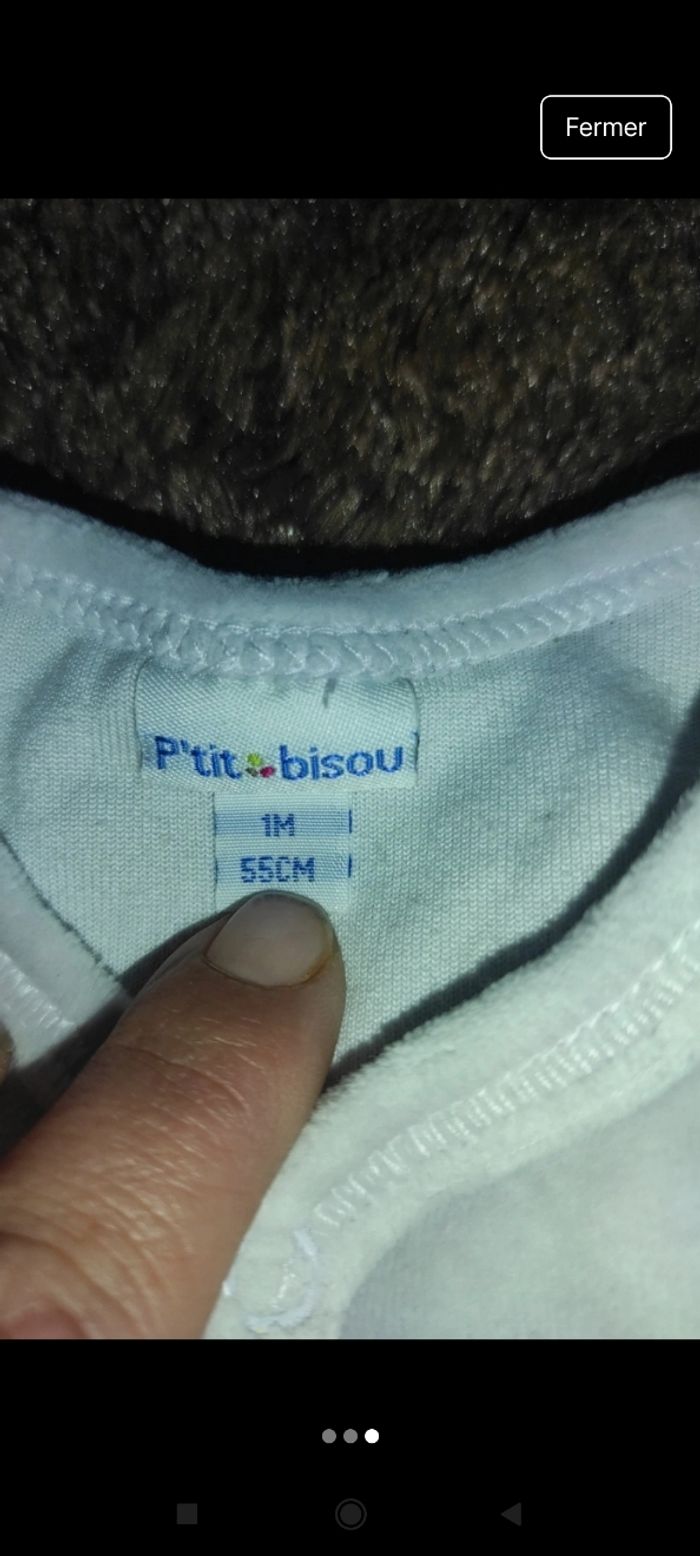 Fermer
P'tit bisou
1M
55CM